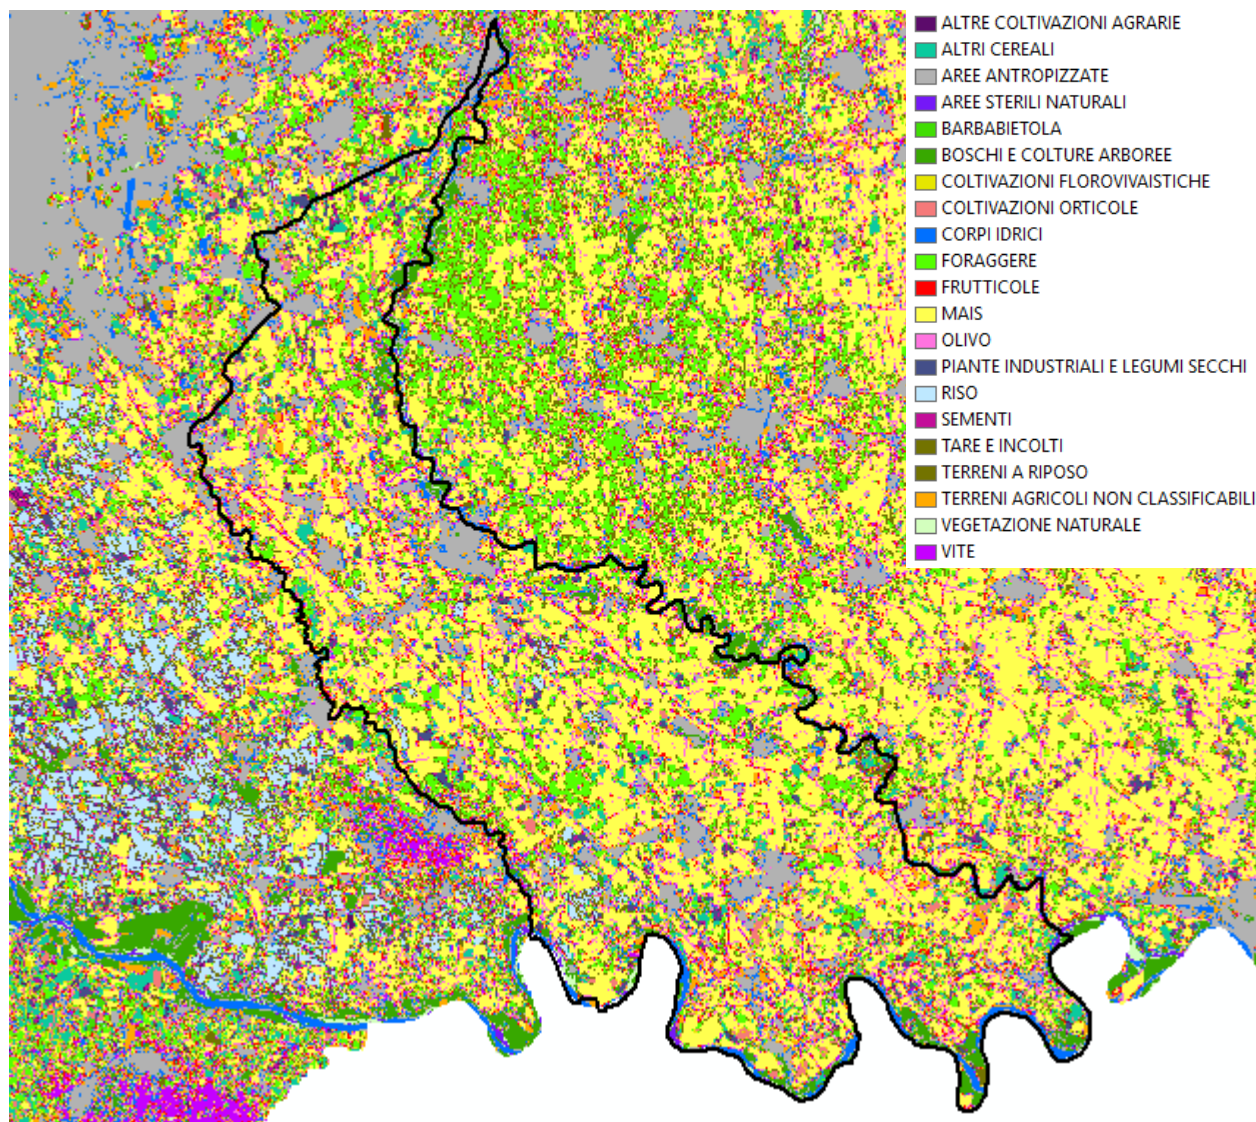 ALTRE COLTIVAZIONI AGRARIE
ALTRI CEREALI
AREE ANTROPIZZATE
AREE STERILI NATURALI
BARBABIETOLA
BOSCHI E COLTURE ARBOREE
COLTIVAZIONI FLOROVIVAISTICHE
COLTIVAZIONI ORTICOLE
CORPI IDRICI
FORAGGERE
FRUTTICOLE
MAIS
OLIVO
PIANTE INDUSTRIALI E LEGUMI SECCHI
RISO
SEMENTI
TARE E INCOLTI
TERRENI A RIPOSO
TERRENI AGRICOLI NON CLASSIFICABILI
VEGETAZIONE NATURALE
VITE